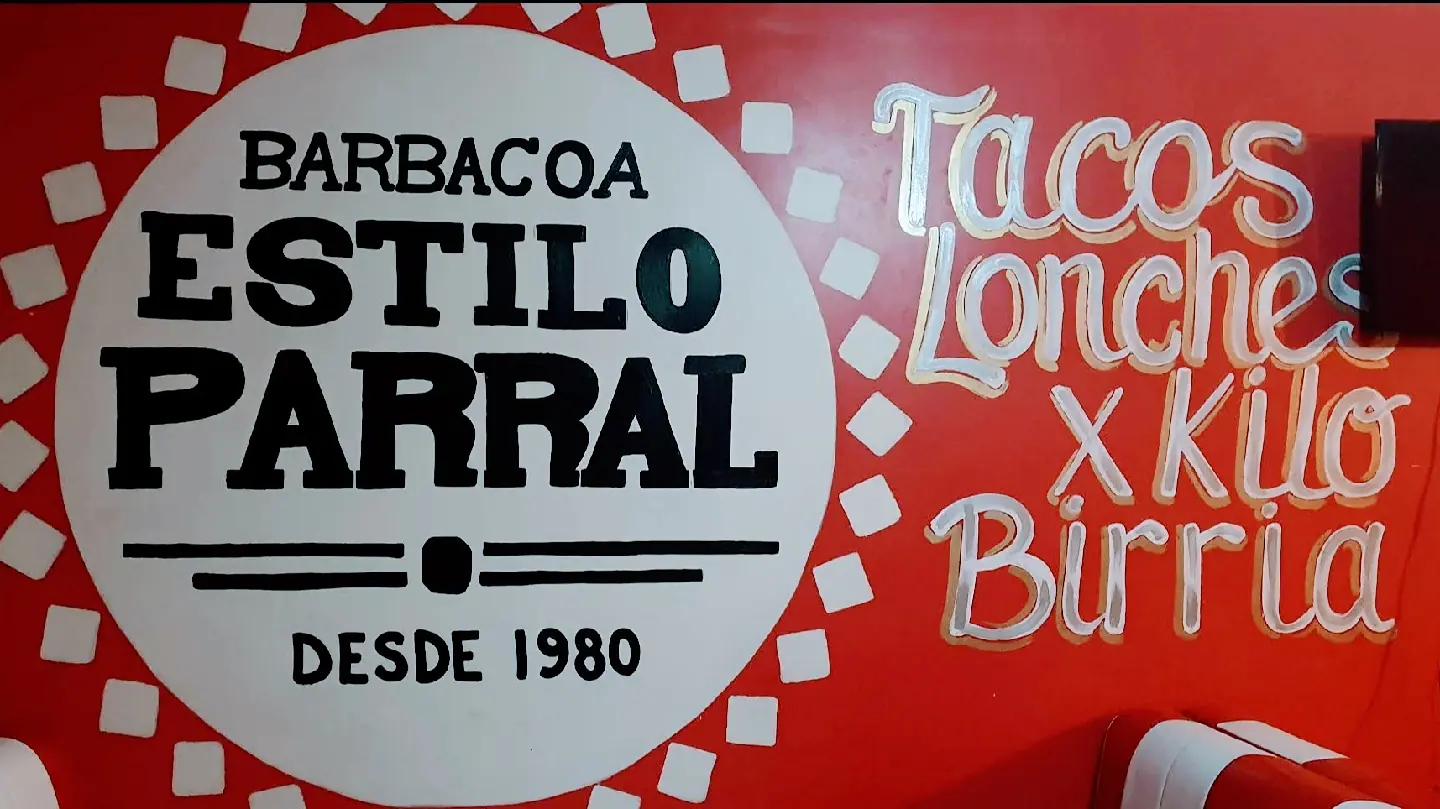 BARBACOA
ESTILO
PARRAL
DESDE 1980
Tacos
Lonches
x Kilo
Birria